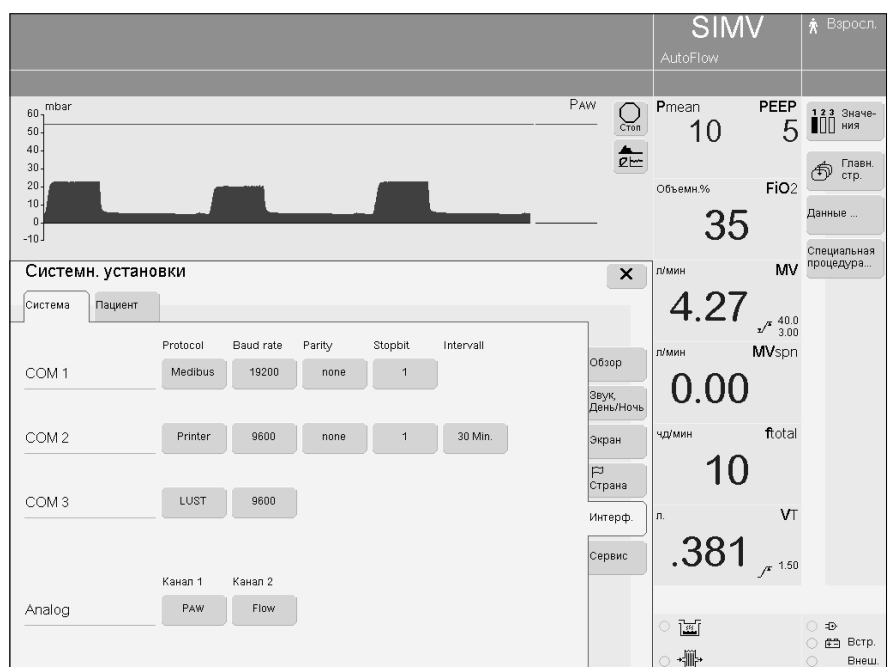 SIMV
AutoFlow
Взросл.
mbar
PAW
60
50
40
30
20
10
0
-10
Стоп
Pmean PEEP
10 5
Объемн.% FiO2
35
л/мин MV
4.27
40.0
3.00
л/мин MVspn
0.00
чд/мин ftotal
10
л. VT
.381
1.50
1 2 3 Значе-
ния
Главн.
стр.
Данные ...
Специальная
процедура...
Системн. установки
Система Пациент
Protocol Baud rate Parity Stopbit Intervall
COM 1 Medibus 19200 none 1
COM 2 Printer 9600 none 1 30 Min.
COM 3 LUST 9600
Канал 1 Канал 2
Analog PAW Flow
Обзор
Звук,
День/Ночь
Экран
Страна
Интерф.
Сервис
Встр.
Внеш.